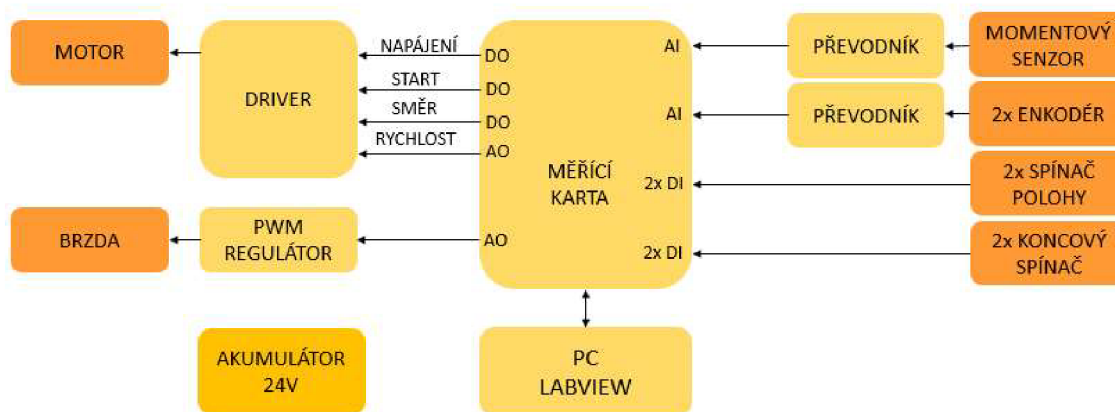 MOTOR
DRIVER
NAPÁJENÍ
START
SMĚR
RYCHLOST
DO
DO
DO
AO
MĚŘÍCÍ
KARTA
AI
AI
2x DI
2x DI
PŘEVODNÍK
PŘEVODNÍK
MOMENTOVÝ
SENZOR
2x ENKODÉR
2x SPÍNAČ
POLOHY
2x KONCOVÝ
SPÍNAČ
BRZDA
PWM
REGULÁTOR
AO
AKUMULÁTOR
24V
PC
LABVIEW